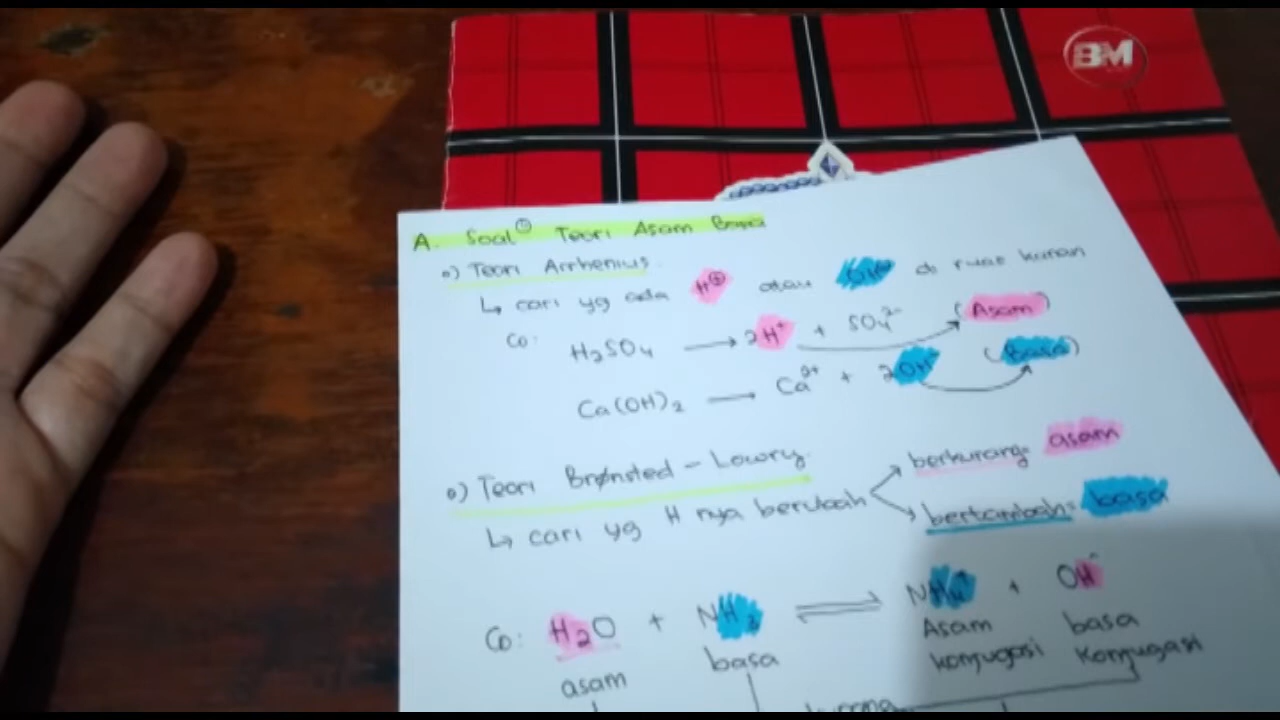 BM
A. Soal² Teori Asam Basa
o) Teori Arrhenius.
↳ cari yg ada H⁺ atau OH⁻ di ruas kanan
Co: H₂SO₄ → 2H⁺ + SO₄²⁻ (Asam)
Ca(OH)₂ → Ca²⁺ + 2OH⁻ (Basa)
o) Teori Brønsted – Lowry.
↳ cari yg H nya berubah
berkurang = asam
bertambah = basa
Co: H₂O + NH₃ ⇌ NH₄⁺ + OH⁻
asam basa Asam konjugasi basa konjugasi